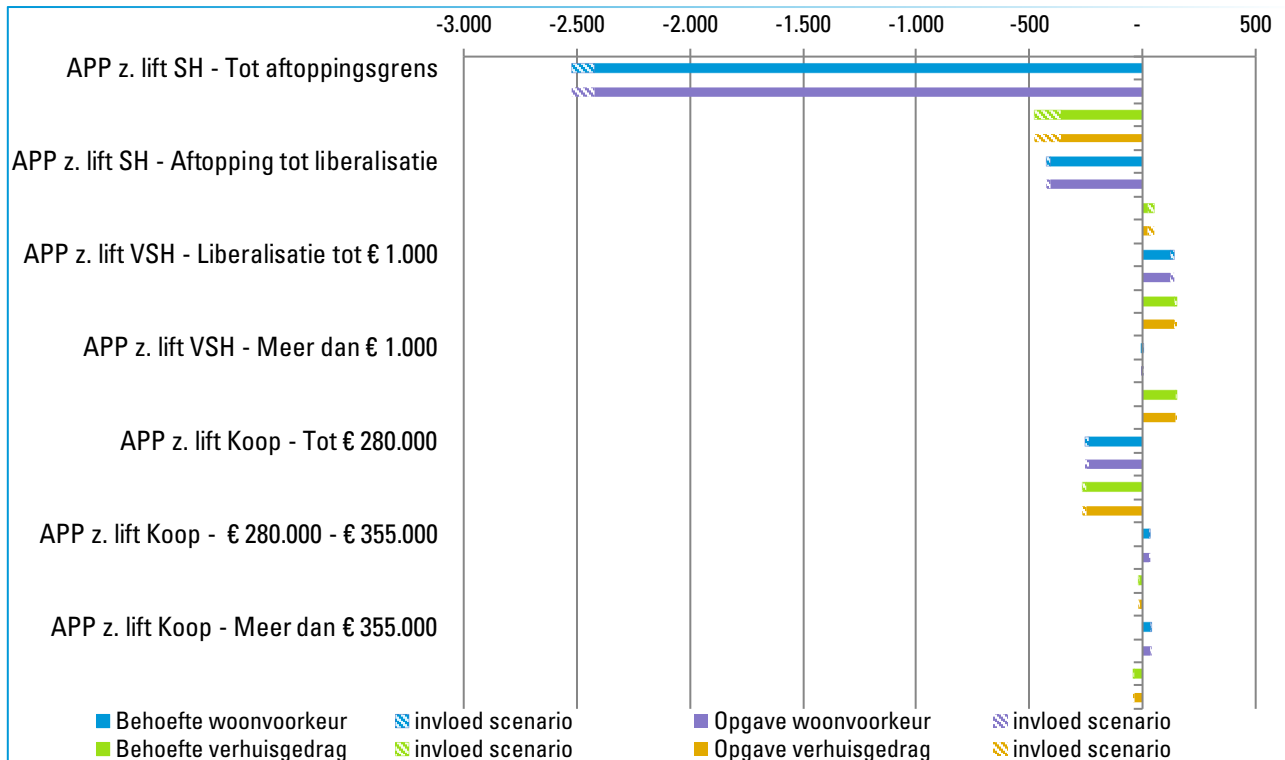 -3.000 -2.500 -2.000 -1.500 -1.000 -500 - 500
APP z. lift SH - Tot aftoppingsgrens
APP z. lift SH - Aftopping tot liberalisatie
APP z. lift VSH - Liberalisatie tot € 1.000
APP z. lift VSH - Meer dan € 1.000
APP z. lift Koop - Tot € 280.000
APP z. lift Koop - € 280.000 - € 355.000
APP z. lift Koop - Meer dan € 355.000
Behoefte woonvoorkeur invloed scenario Opgave woonvoorkeur invloed scenario
Behoefte verhuisgedrag invloed scenario Opgave verhuisgedrag invloed scenario